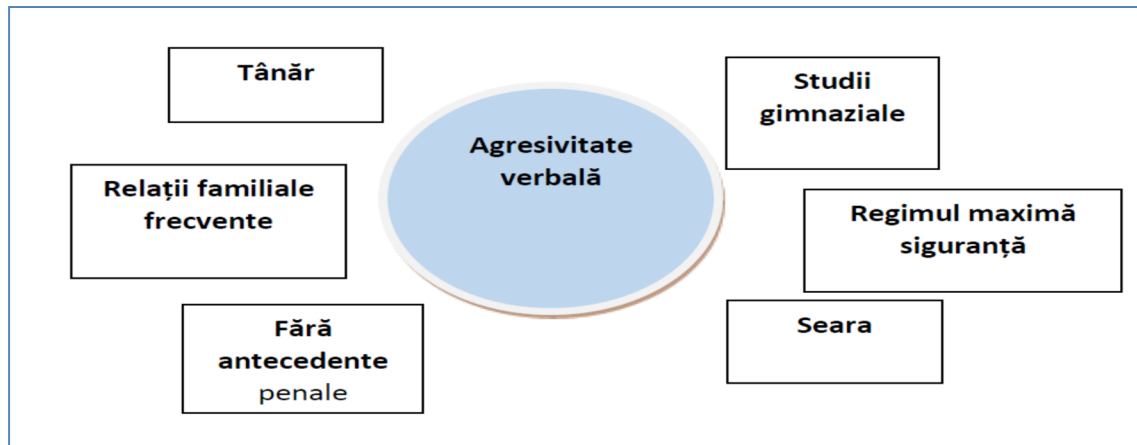 Tânăr
Relații familiale
frecvente
Fără
antecedente
penale
Agresivitate
verbală
Studii
gimnaziale
Regimul maximă
siguranță
Seara